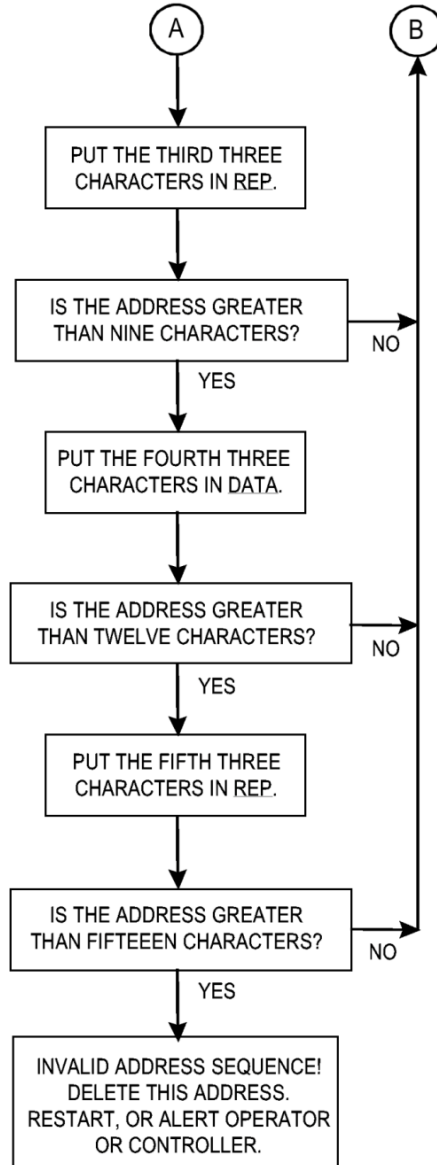 A
B
PUT THE THIRD THREE
CHARACTERS IN REP.
IS THE ADDRESS GREATER
THAN NINE CHARACTERS?
NO
YES
PUT THE FOURTH THREE
CHARACTERS IN DATA.
IS THE ADDRESS GREATER
THAN TWELVE CHARACTERS?
NO
YES
PUT THE FIFTH THREE
CHARACTERS IN REP.
IS THE ADDRESS GREATER
THAN FIFTEEEN CHARACTERS?
NO
YES
INVALID ADDRESS SEQUENCE!
DELETE THIS ADDRESS.
RESTART, OR ALERT OPERATOR
OR CONTROLLER.